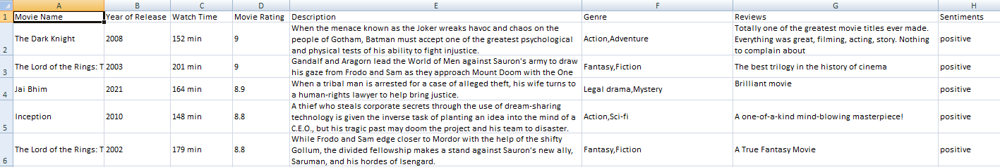 A B C D E F G H
1 Movie Name Year of Release Watch Time Movie Rating Description Genre Reviews Sentiments
When the menace known as the Joker wreaks havoc and chaos on the
people of Gotham, Batman must accept one of the greatest psychological
and physical tests of his ability to fight injustice.
Totally one of the greatest movie titles ever made.
Everything was great, filming, acting, story. Nothing
to complain about
2 The Dark Knight 2008 152 min 9 Action,Adventure positive
Gandalf and Aragorn lead the World of Men against Sauron's army to draw
his gaze from Frodo and Sam as they approach Mount Doom with the One
3 The Lord of the Rings: T 2003 201 min 9 Fantasy,Fiction The best trilogy in the history of cinema positive
When a tribal man is arrested for a case of alleged theft, his wife turns to
a human-rights lawyer to help bring justice.
4 Jai Bhim 2021 164 min 8.9 Legal drama,Mystery Brilliant movie positive
A thief who steals corporate secrets through the use of dream-sharing
technology is given the inverse task of planting an idea into the mind of a
C.E.O., but his tragic past may doom the project and his team to disaster.
5 Inception 2010 148 min 8.8 Action,Sci-fi A one-of-a-kind mind-blowing masterpiece! positive
While Frodo and Sam edge closer to Mordor with the help of the shifty
Gollum, the divided fellowship makes a stand against Sauron's new ally,
Saruman, and his hordes of Isengard.
6 The Lord of the Rings: T 2002 179 min 8.8 Fantasy,Fiction A True Fantasy Movie positive